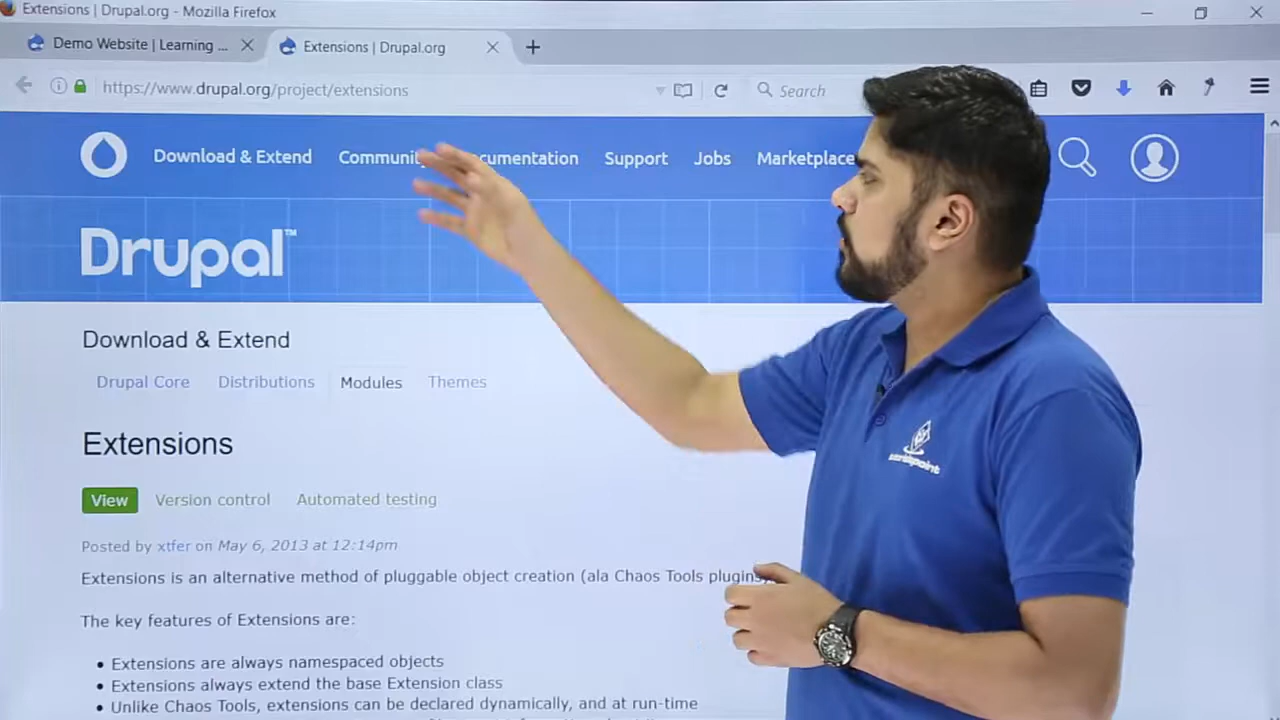 Extensions | Drupal.org - Mozilla Firefox
Demo Website | Learning ...
Extensions | Drupal.org
https://www.drupal.org/project/extensions
Search
Download & Extend
Support
Jobs
Marketplace
Drupal™
Download & Extend
Drupal Core
Distributions
Modules
Themes
Extensions
View
Version control
Automated testing
Posted by xtfer on May 6, 2013 at 12:14pm
Extensions is an alternative method of pluggable object creation (ala Chaos Tools plugins)
The key features of Extensions are:
• Extensions are always namespaced objects
• Extensions always extend the base Extension class
• Unlike Chaos Tools, extensions can be declared dynamically, and at run-time